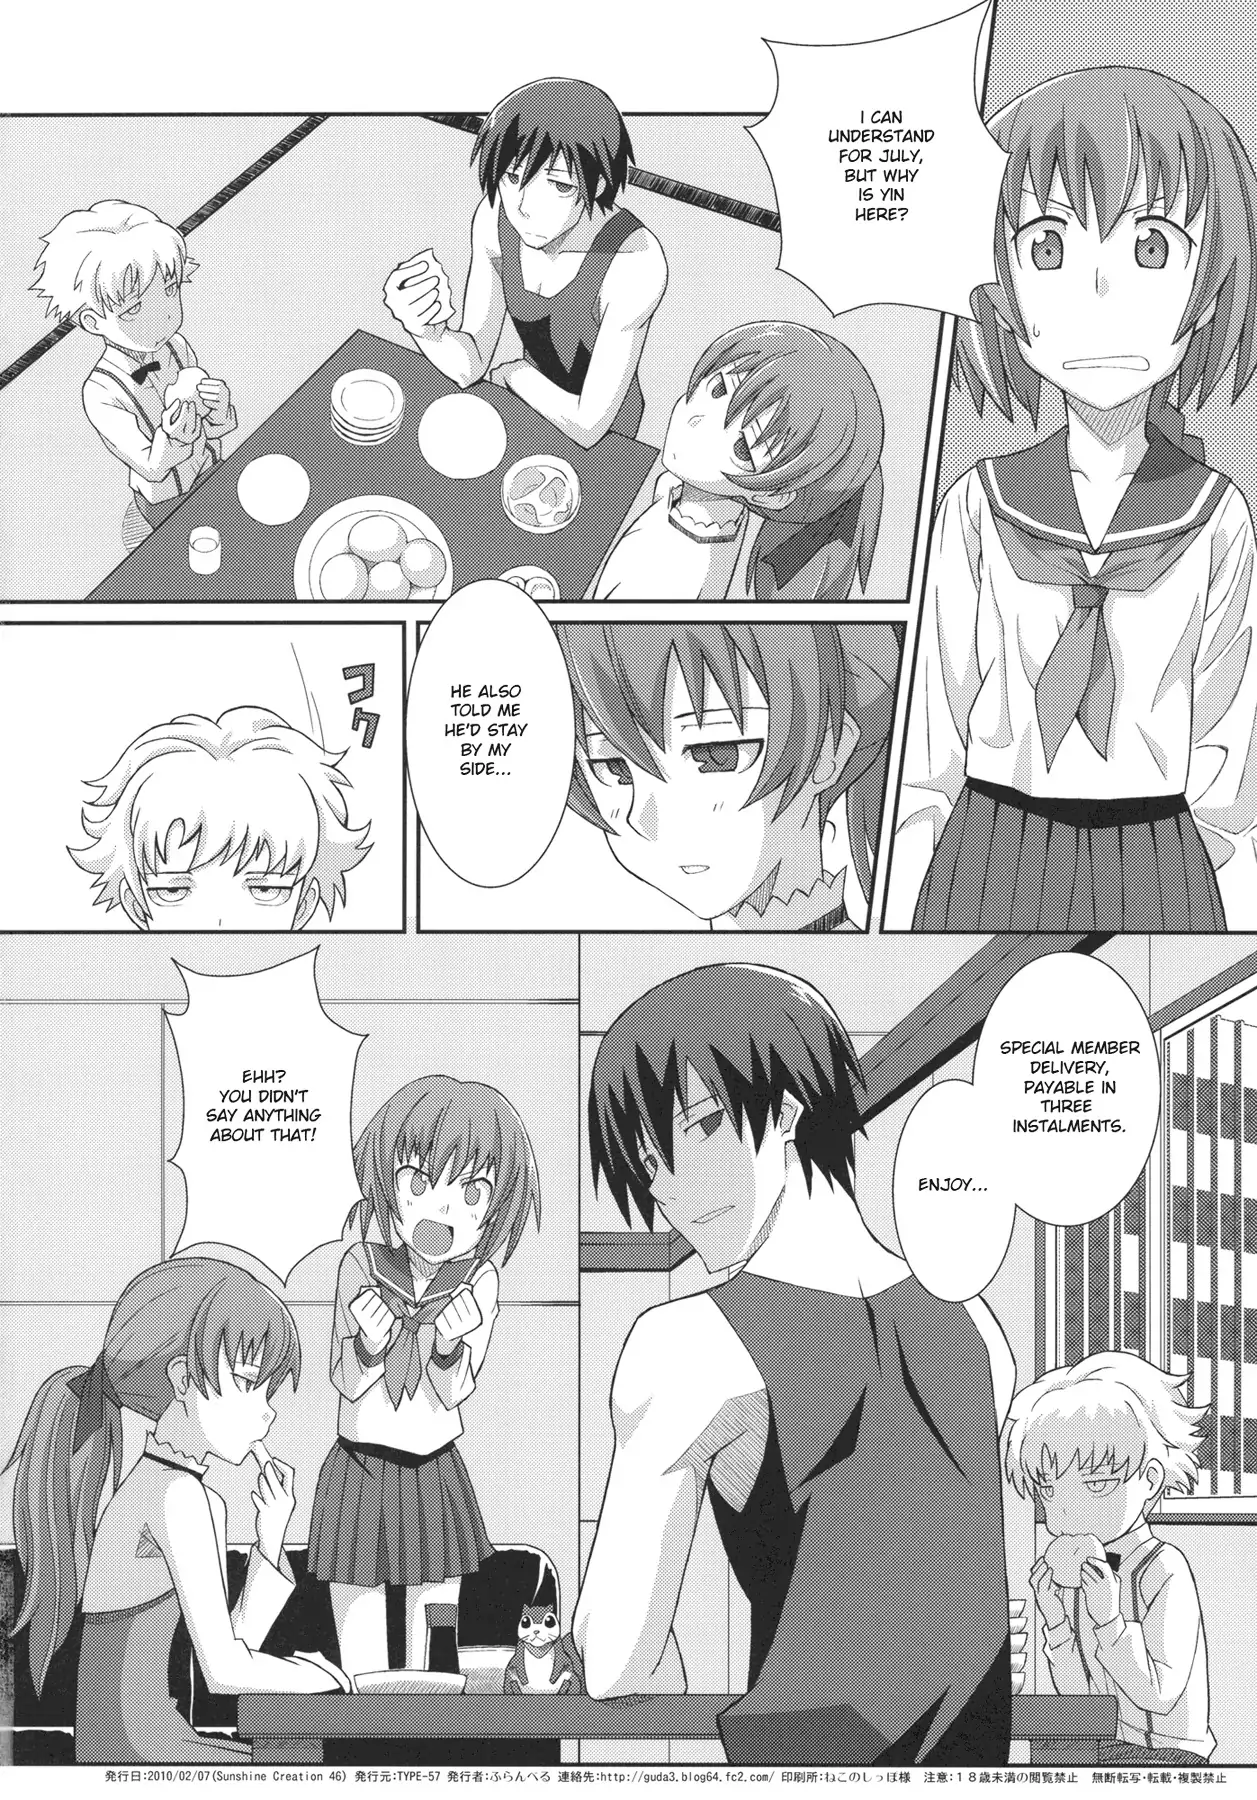 I CAN
UNDERSTAND
FOR JULY,
BUT WHY
IS YIN
HERE?
HE ALSO
TOLD ME
HE'D STAY
BY MY
SIDE...
コク
SPECIAL MEMBER
DELIVERY,
PAYABLE IN
THREE
INSTALMENTS.
ENJOY...
EHH?
YOU DIDN'T
SAY ANYTHING
ABOUT THAT!
発行日:2010/02/07(Sunshine Creation 46) 発行元:TYPE-57 発行者:ふらんべる 連絡先:http://guda3.blog64.fc2.com/ 印刷所:ねこのしっぽ様 注意:18歳未満の閲覧禁止 無断転写・転載・複製禁止